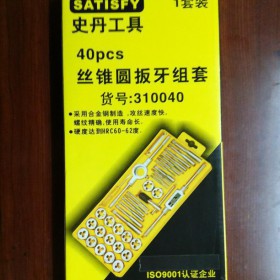 SATISFY
1套装
史丹工具
40pcs
丝锥圆扳牙组套
货号:310040
●采用合金钢制造,攻括速度快.
螺纹精确,使用寿命长.
●硬度达到HRC60-62度.
ISO9001认证企业